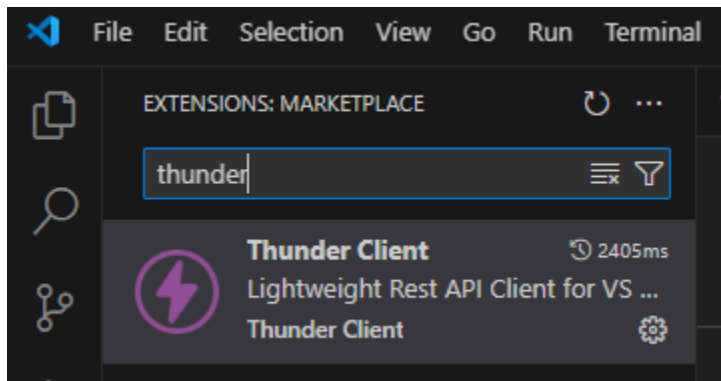 File Edit Selection View Go Run Terminal
EXTENSIONS: MARKETPLACE
thunder
Thunder Client 2405ms
Lightweight Rest API Client for VS ...
Thunder Client